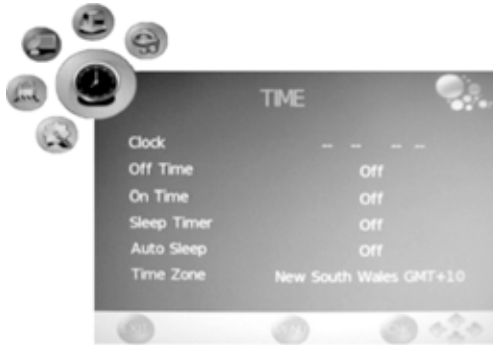 TIME
Clock -- -- -- --
Off Time Off
On Time Off
Sleep Timer Off
Auto Sleep Off
Time Zone New South Wales GMT+10